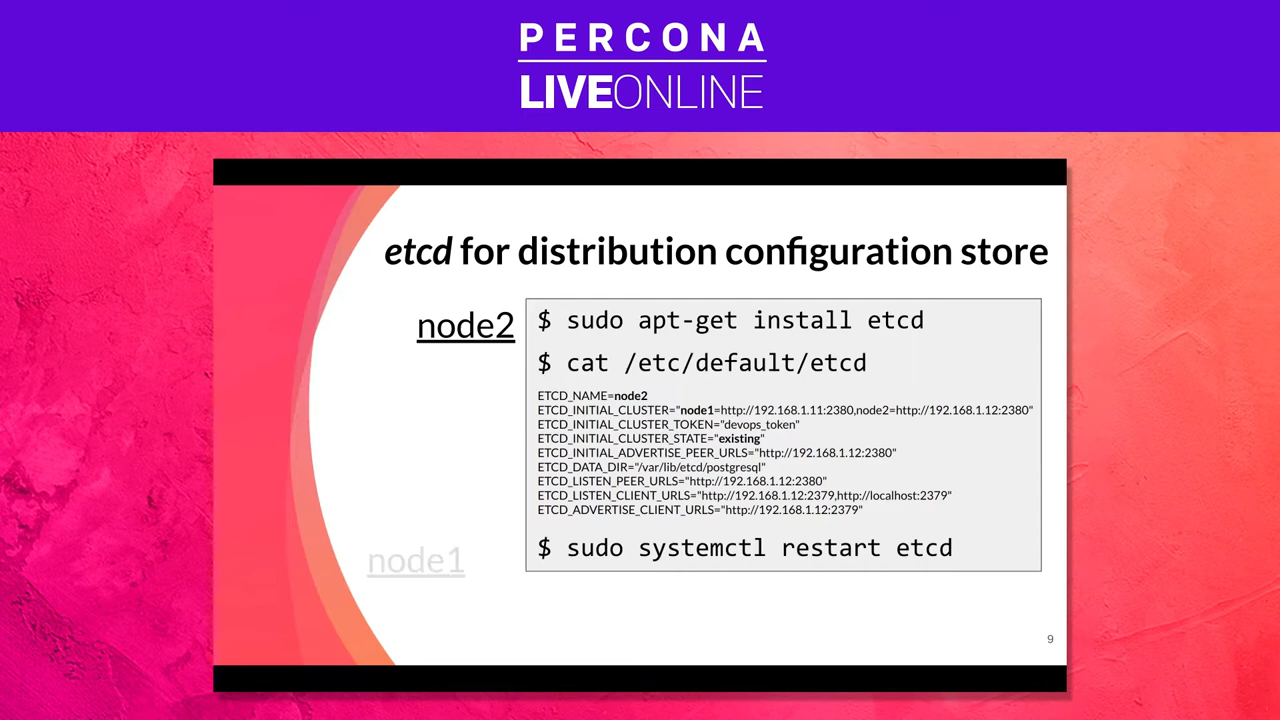 PERCONA
LIVEONLINE
etcd for distribution configuration store
node2
$ sudo apt-get install etcd
$ cat /etc/default/etcd
ETCD_NAME=node2
ETCD_INITIAL_CLUSTER="node1=http://192.168.1.11:2380,node2=http://192.168.1.12:2380"
ETCD_INITIAL_CLUSTER_TOKEN="devops_token"
ETCD_INITIAL_CLUSTER_STATE="existing"
ETCD_INITIAL_ADVERTISE_PEER_URLS="http://192.168.1.12:2380"
ETCD_DATA_DIR="/var/lib/etcd/postgresql"
ETCD_LISTEN_PEER_URLS="http://192.168.1.12:2380"
ETCD_LISTEN_CLIENT_URLS="http://192.168.1.12:2379,http://localhost:2379"
ETCD_ADVERTISE_CLIENT_URLS="http://192.168.1.12:2379"
$ sudo systemctl restart etcd
node1
9